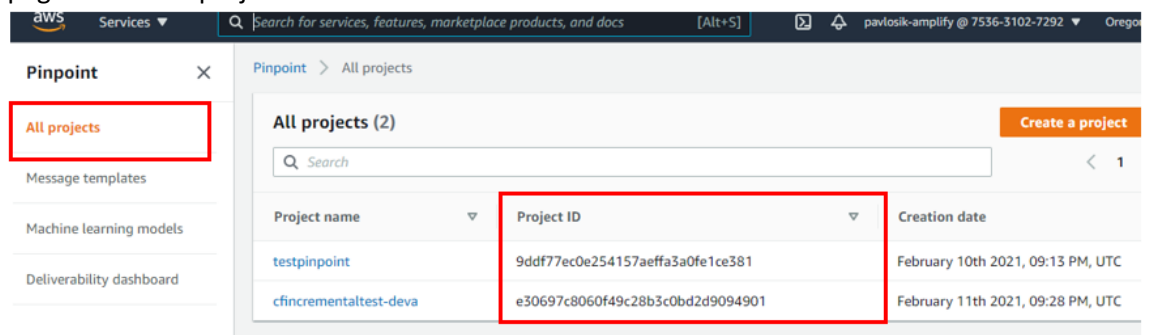 aws Services ▼ Search for services, features, marketplace products, and docs [Alt+S] pavlosik-amplify @ 7536-3102-7292 ▼ Oregon
Pinpoint ×
Pinpoint > All projects
All projects
All projects (2)
Create a project
Search
< 1
Message templates
Machine learning models
Deliverability dashboard
Project name Project ID Creation date
testpinpoint 9ddf77ec0e254157aeffa3a0fe1ce381 February 10th 2021, 09:13 PM, UTC
cfincrementaltest-deva e30697c8060f49c28b3c0bd2d9094901 February 11th 2021, 09:28 PM, UTC